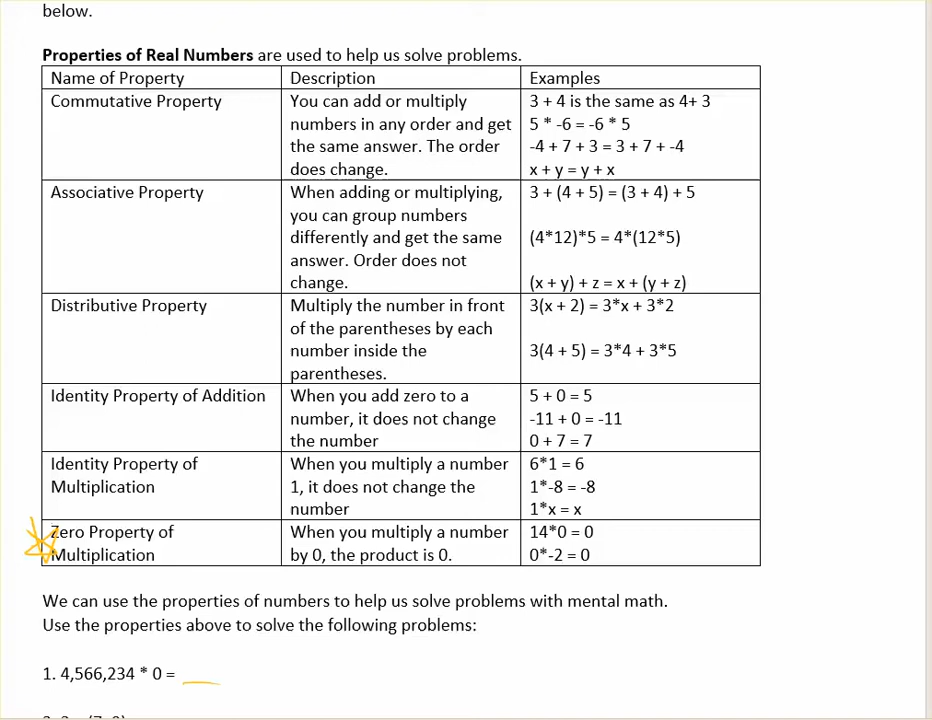 below.
Properties of Real Numbers are used to help us solve problems.
Name of Property
Description
Examples
Commutative Property
You can add or multiply
numbers in any order and get
the same answer. The order
does change.
3 + 4 is the same as 4+ 3
5 * -6 = -6 * 5
-4 + 7 + 3 = 3 + 7 + -4
x + y = y + x
Associative Property
When adding or multiplying,
you can group numbers
differently and get the same
answer. Order does not
change.
3 + (4 + 5) = (3 + 4) + 5
(4*12)*5 = 4*(12*5)
(x + y) + z = x + (y + z)
Distributive Property
Multiply the number in front
of the parentheses by each
number inside the
parentheses.
3(x + 2) = 3*x + 3*2
3(4 + 5) = 3*4 + 3*5
Identity Property of Addition
When you add zero to a
number, it does not change
the number
5 + 0 = 5
-11 + 0 = -11
0 + 7 = 7
Identity Property of
Multiplication
When you multiply a number
1, it does not change the
number
6*1 = 6
1*-8 = -8
1*x = x
Zero Property of
Multiplication
When you multiply a number
by 0, the product is 0.
14*0 = 0
0*-2 = 0
We can use the properties of numbers to help us solve problems with mental math.
Use the properties above to solve the following problems:
1. 4,566,234 * 0 =